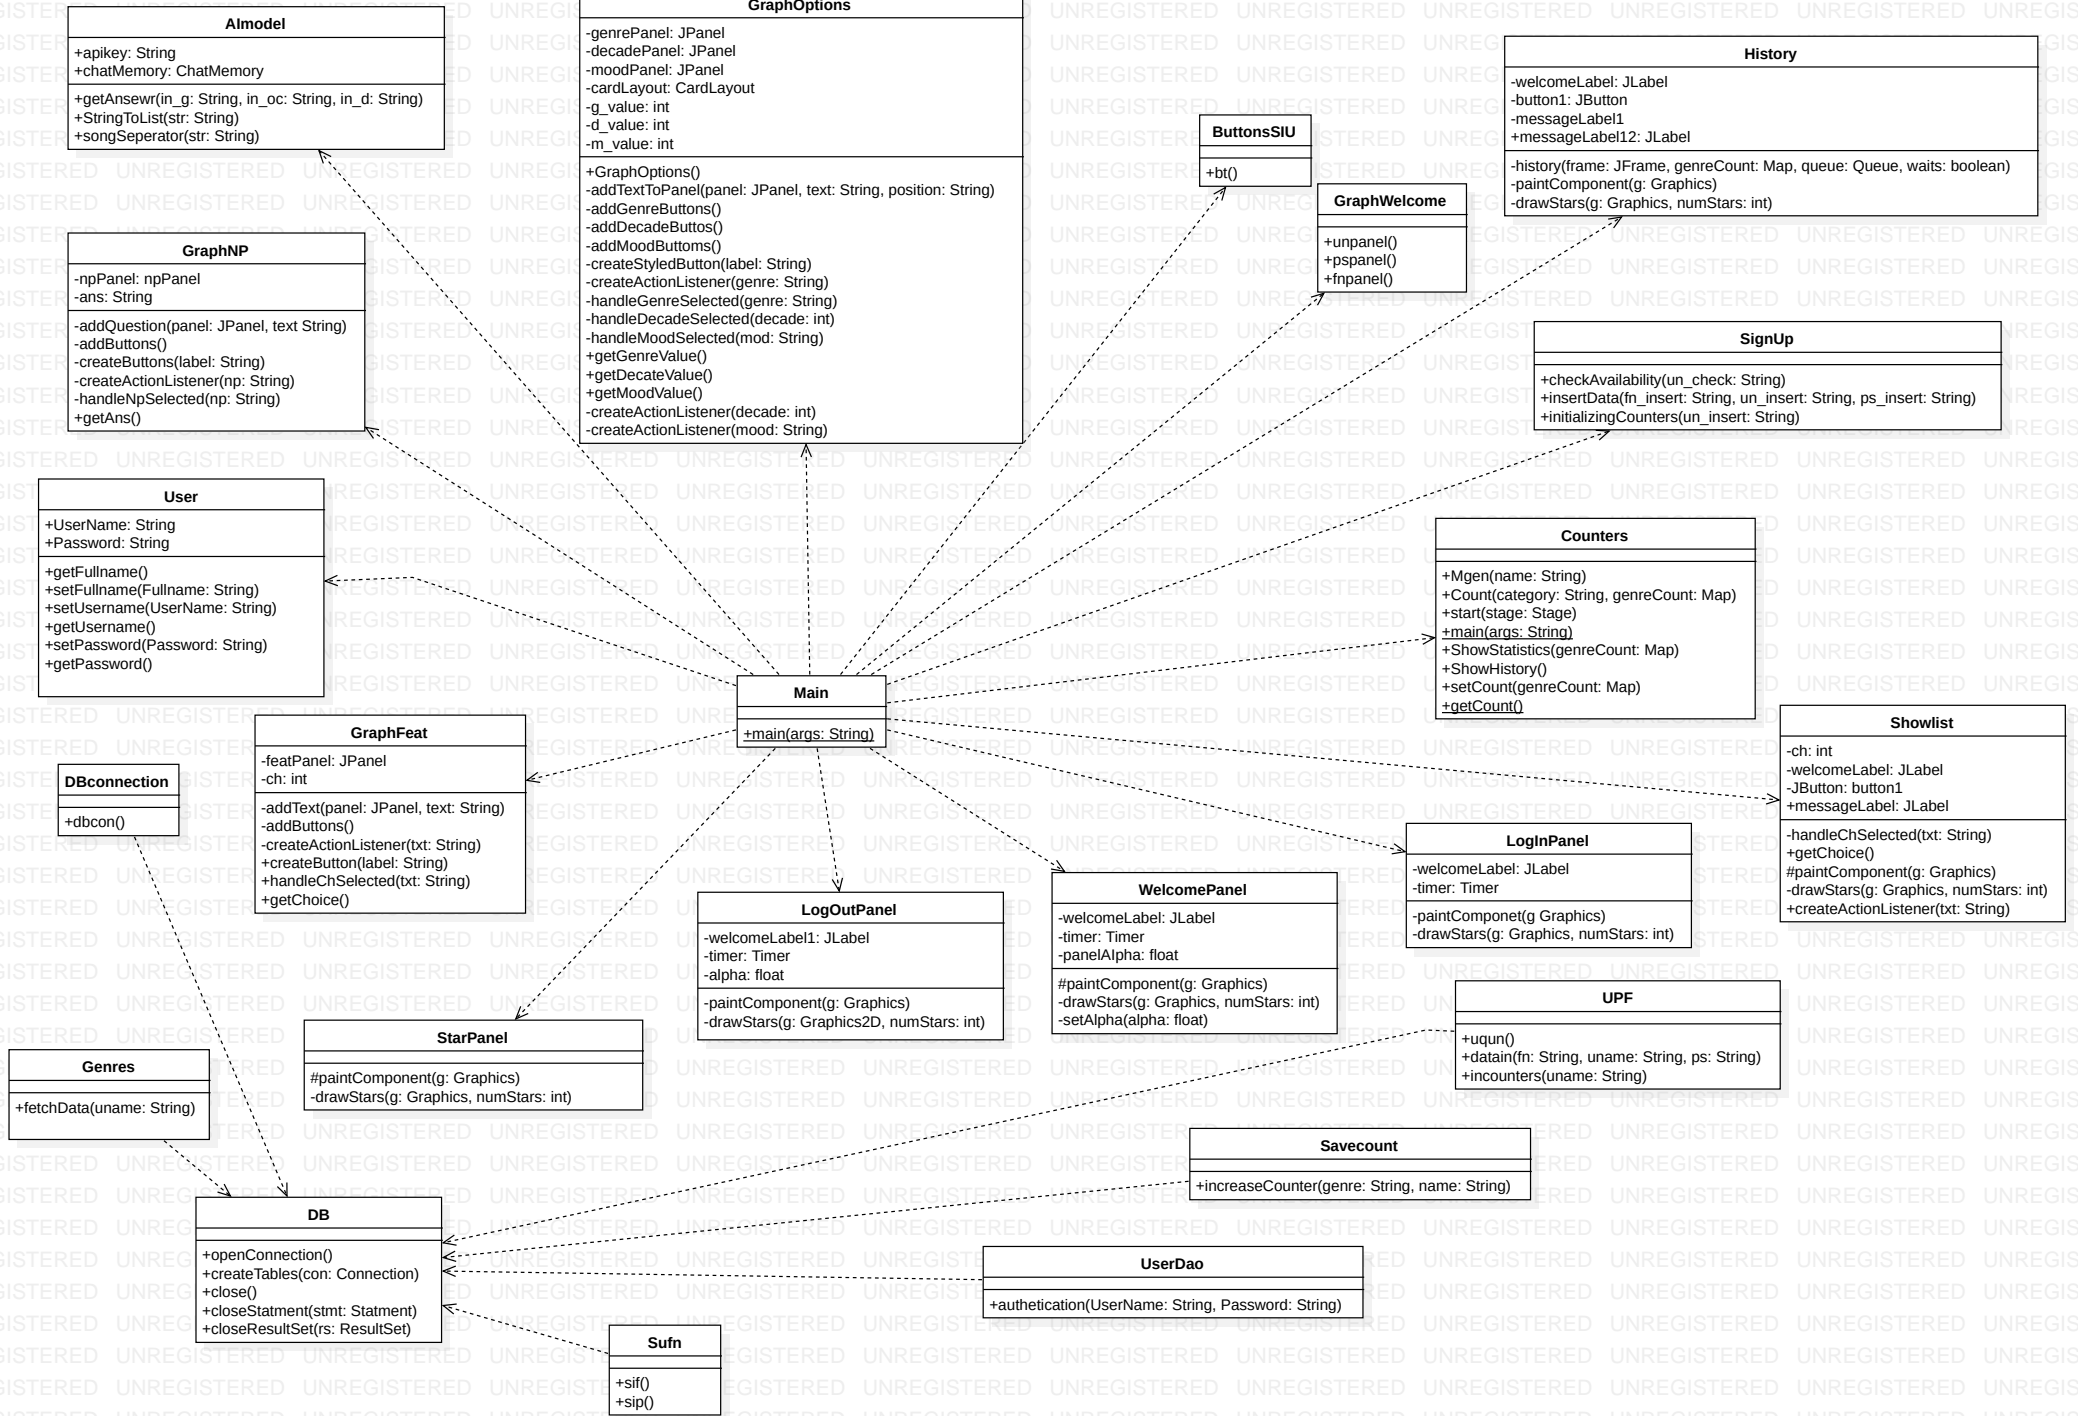 AImodel
+apikey: String
+chatMemory: ChatMemory
+getAnsewr(in_g: String, in_oc: String, in_d: String)
+StringToList(str: String)
+songSeperator(str: String)
GraphOptions
-genrePanel: JPanel
-decadePanel: JPanel
-moodPanel: JPanel
-cardLayout: CardLayout
-g_value: int
-d_value: int
-m_value: int
+GraphOptions()
-addTextToPanel(panel: JPanel, text: String, position: String)
-addGenreButtons()
-addDecadeButtos()
-addMoodButtoms()
-createStyledButton(label: String)
-createActionListener(genre: String)
-handleGenreSelected(genre: String)
-handleDecadeSelected(decade: int)
-handleMoodSelected(mod: String)
+getGenreValue()
+getDecateValue()
+getMoodValue()
-createActionListener(decade: int)
-createActionListener(mood: String)
ButtonsSIU
+bt()
GraphWelcome
+unpanel()
+pspanel()
+fnpanel()
History
-welcomeLabel: JLabel
-button1: JButton
-messageLabel1
+messageLabel12: JLabel
-history(frame: JFrame, genreCount: Map, queue: Queue, waits: boolean)
-paintComponent(g: Graphics)
-drawStars(g: Graphics, numStars: int)
GraphNP
-npPanel: npPanel
-ans: String
-addQuestion(panel: JPanel, text String)
-addButtons()
-createButtons(label: String)
-createActionListener(np: String)
-handleNpSelected(np: String)
+getAns()
SignUp
+checkAvailability(un_check: String)
+insertData(fn_insert: String, un_insert: String, ps_insert: String)
+initializingCounters(un_insert: String)
User
+UserName: String
+Password: String
+getFullname()
+setFullname(Fullname: String)
+setUsername(UserName: String)
+getUsername()
+setPassword(Password: String)
+getPassword()
Counters
+Mgen(name: String)
+Count(category: String, genreCount: Map)
+start(stage: Stage)
+main(args: String)
+ShowStatistics(genreCount: Map)
+ShowHistory()
+setCount(genreCount: Map)
+getCount()
Main
+main(args: String)
Showlist
-ch: int
-welcomeLabel: JLabel
-JButton: button1
+messageLabel: JLabel
-handleChSelected(txt: String)
+getChoice()
#paintComponent(g: Graphics)
-drawStars(g: Graphics, numStars: int)
+createActionListener(txt: String)
GraphFeat
-featPanel: JPanel
-ch: int
-addText(panel: JPanel, text: String)
-addButtons()
-createActionListener(txt: String)
+createButton(label: String)
+handleChSelected(txt: String)
+getChoice()
DBconnection
+dbcon()
LogInPanel
-welcomeLabel: JLabel
-timer: Timer
-paintComponet(g Graphics)
-drawStars(g: Graphics, numStars: int)
WelcomePanel
-welcomeLabel: JLabel
-timer: Timer
-panelAlpha: float
#paintComponent(g: Graphics)
-drawStars(g: Graphics, numStars: int)
-setAlpha(alpha: float)
LogOutPanel
-welcomeLabel1: JLabel
-timer: Timer
-alpha: float
-paintComponent(g: Graphics)
-drawStars(g: Graphics2D, numStars: int)
UPF
+uqun()
+datain(fn: String, uname: String, ps: String)
+incounters(uname: String)
StarPanel
#paintComponent(g: Graphics)
-drawStars(g: Graphics, numStars: int)
Genres
+fetchData(uname: String)
Savecount
+increaseCounter(genre: String, name: String)
DB
+openConnection()
+createTables(con: Connection)
+close()
+closeStatment(stmt: Statment)
+closeResultSet(rs: ResultSet)
UserDao
+authetication(UserName: String, Password: String)
Sufn
+sif()
+sip()
UNREGISTERED